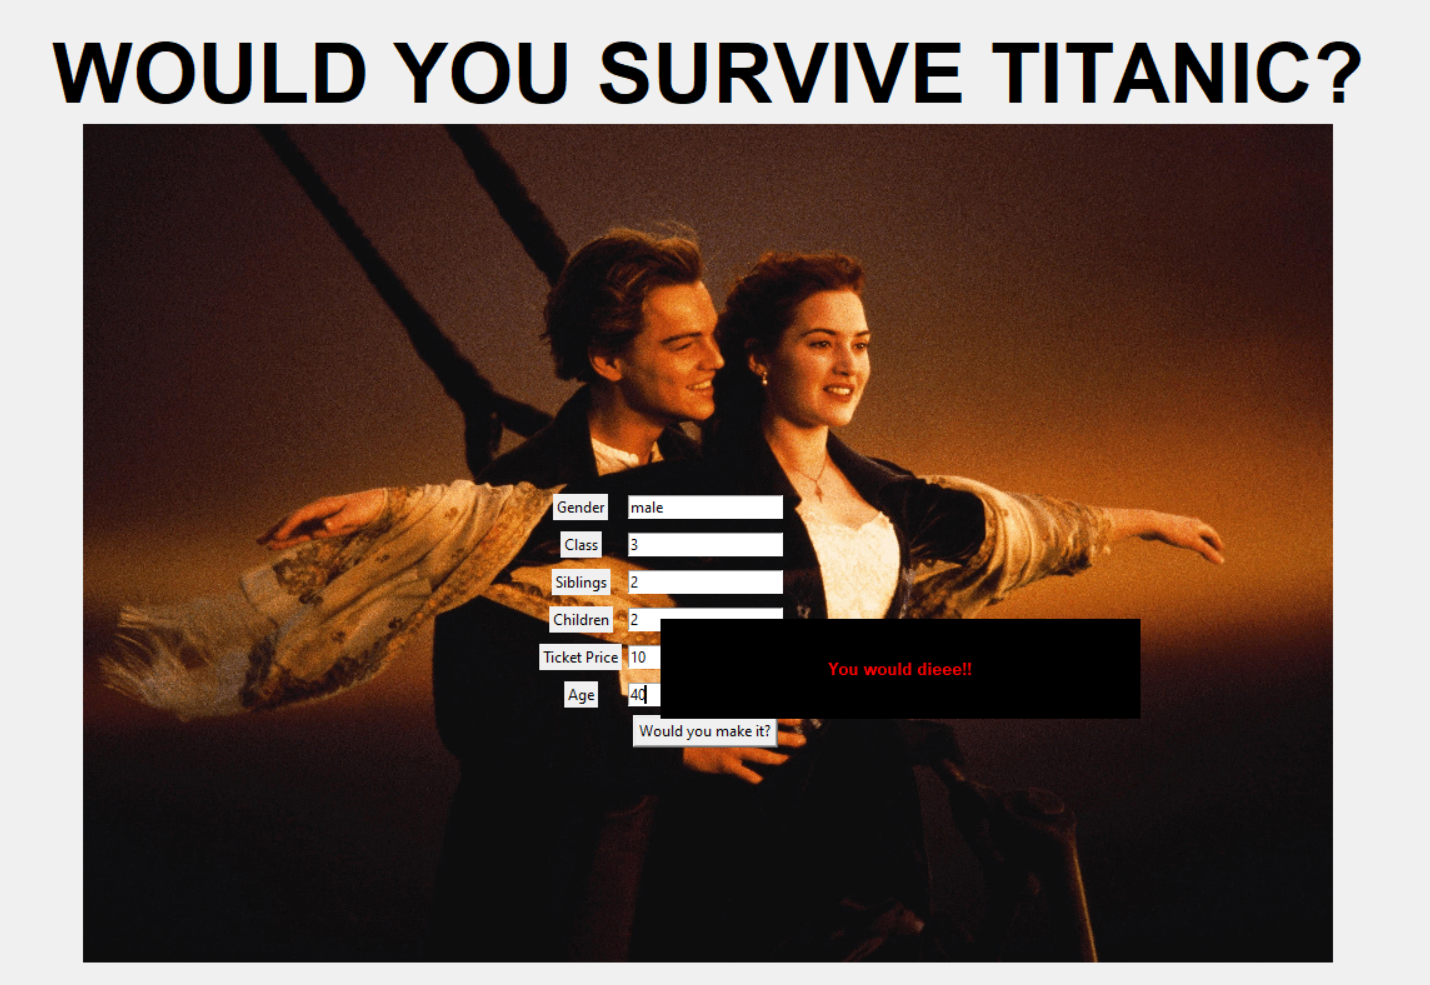 WOULD YOU SURVIVE TITANIC?
Gender male
Class 3
Siblings 2
Children 2
Ticket Price 10
Age 40
You would dieee!!
Would you make it?